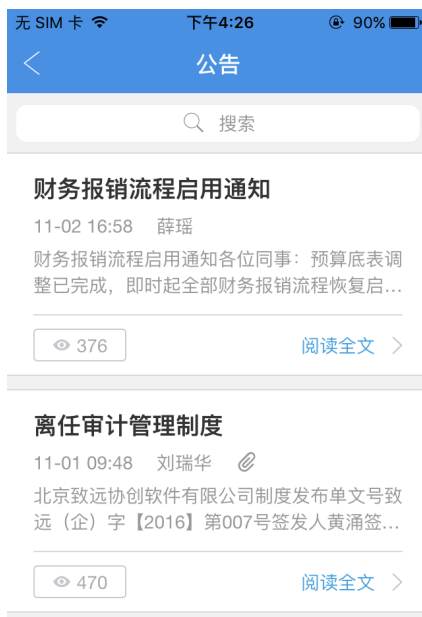 无 SIM 卡 下午4:26 90%
公告
搜索
财务报销流程启用通知
11-02 16:58 薛瑶
财务报销流程启用通知各位同事：预算底表调
整已完成，即时起全部财务报销流程恢复启...
376 阅读全文
离任审计管理制度
11-01 09:48 刘瑞华
北京致远协创软件有限公司制度发布单文号致
远（企）字【2016】第007号签发人黄涌签...
470 阅读全文